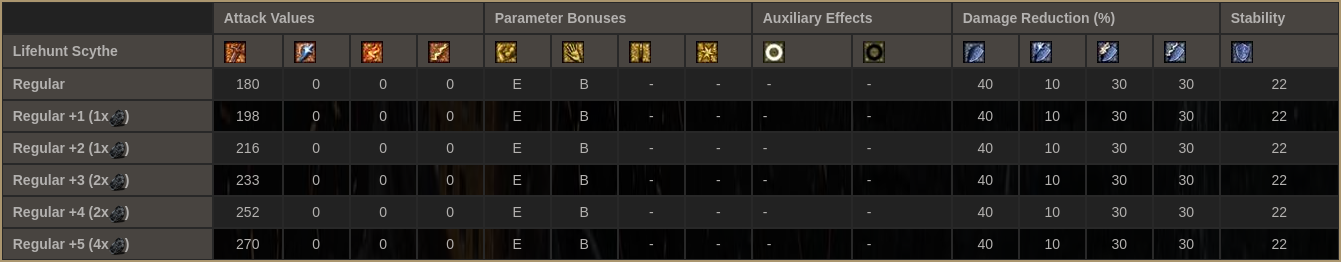 Attack Values Parameter Bonuses Auxiliary Effects Damage Reduction (%) Stability
Lifehunt Scythe
Regular 180 0 0 0 E B - - - - 40 10 30 30 22
Regular +1 (1x ) 198 0 0 0 E B - - - - 40 10 30 30 22
Regular +2 (1x ) 216 0 0 0 E B - - - - 40 10 30 30 22
Regular +3 (2x ) 233 0 0 0 E B - - - - 40 10 30 30 22
Regular +4 (2x ) 252 0 0 0 E B - - - - 40 10 30 30 22
Regular +5 (4x ) 270 0 0 0 E B - - - - 40 10 30 30 22